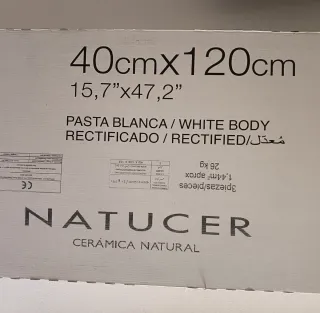 40cmx120cm
15,7"x47,2"
PASTA BLANCA / WHITE BODY
RECTIFICADO / RECTIFIED/مُعدّل
3piezas/pieces
1,44m² aprox
26 kg
CE
NATUCER
CERÁMICA NATURAL